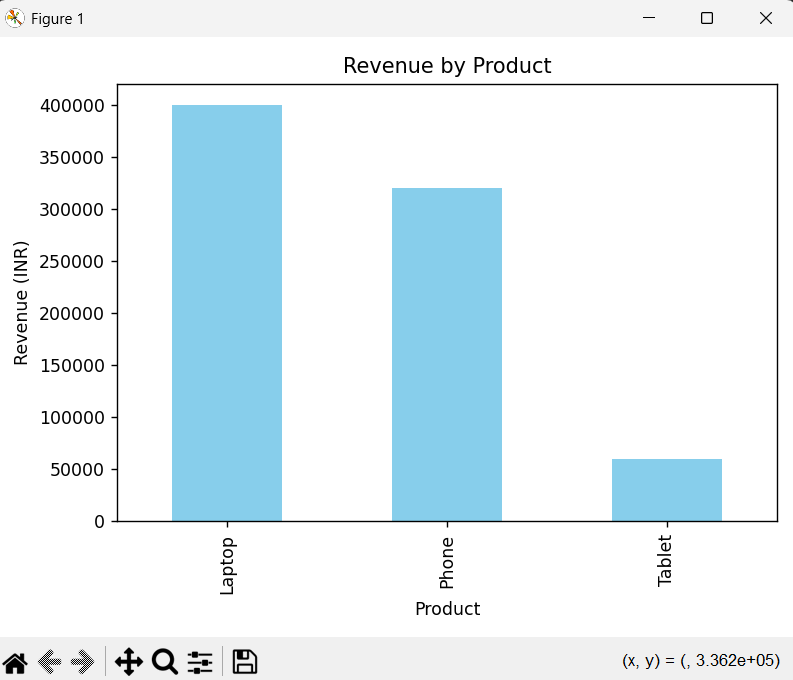 Figure 1
Revenue by Product
Revenue (INR)
400000
350000
300000
250000
200000
150000
100000
50000
0
Laptop
Phone
Tablet
Product
(x, y) = (, 3.362e+05)